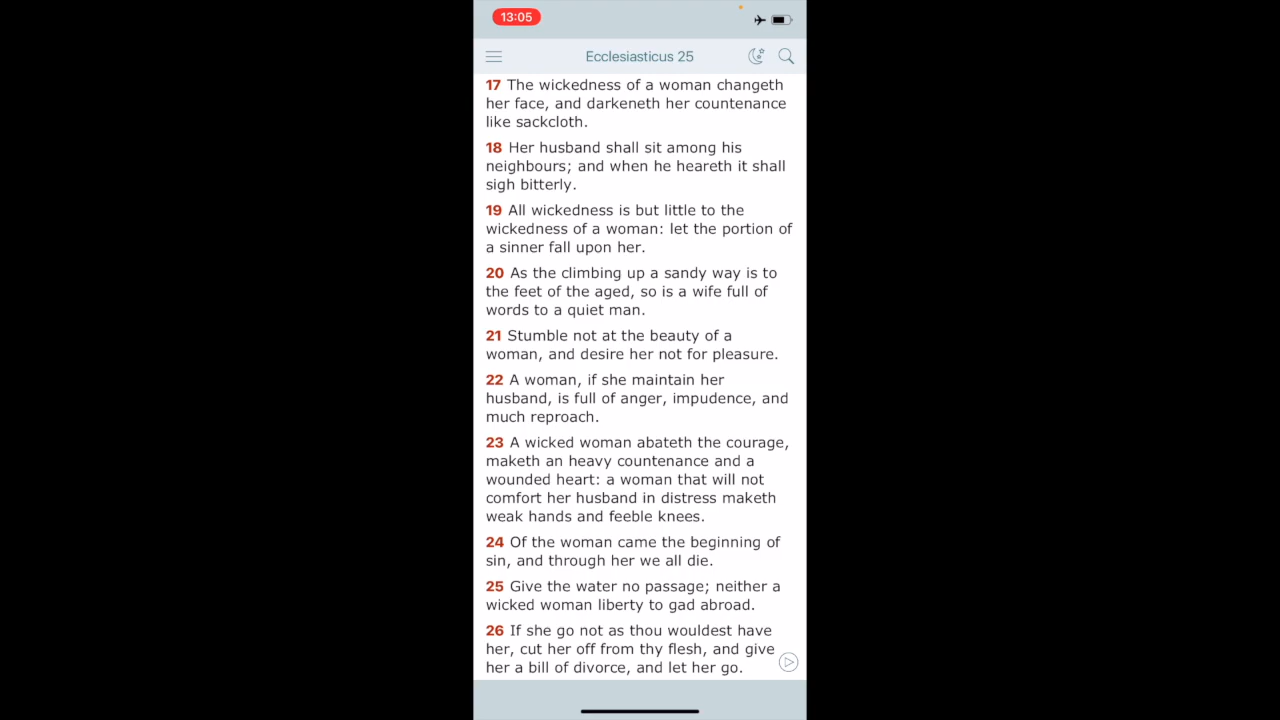 13:05
Ecclesiasticus 25
17 The wickedness of a woman changeth
her face, and darkeneth her countenance
like sackcloth.
18 Her husband shall sit among his
neighbours; and when he heareth it shall
sigh bitterly.
19 All wickedness is but little to the
wickedness of a woman: let the portion of
a sinner fall upon her.
20 As the climbing up a sandy way is to
the feet of the aged, so is a wife full of
words to a quiet man.
21 Stumble not at the beauty of a
woman, and desire her not for pleasure.
22 A woman, if she maintain her
husband, is full of anger, impudence, and
much reproach.
23 A wicked woman abateth the courage,
maketh an heavy countenance and a
wounded heart: a woman that will not
comfort her husband in distress maketh
weak hands and feeble knees.
24 Of the woman came the beginning of
sin, and through her we all die.
25 Give the water no passage; neither a
wicked woman liberty to gad abroad.
26 If she go not as thou wouldest have
her, cut her off from thy flesh, and give
her a bill of divorce, and let her go.